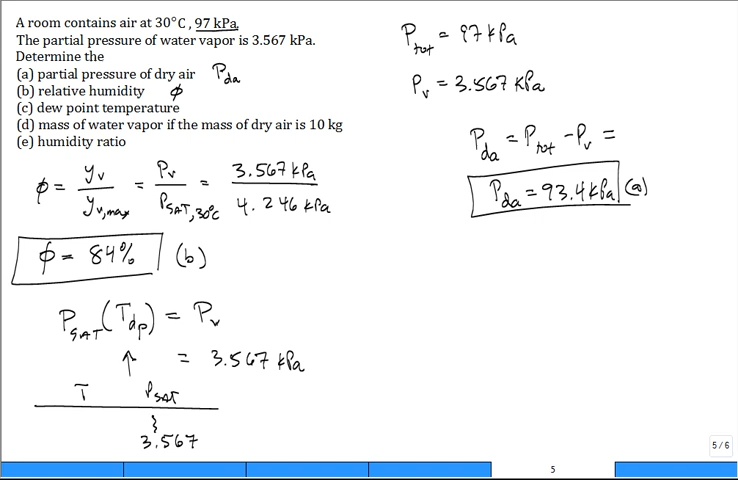 A room contains air at 30°C, 97 kPa.
The partial pressure of water vapor is 3.567 kPa.
Determine the
(a) partial pressure of dry air P_da
(b) relative humidity ϕ
(c) dew point temperature
(d) mass of water vapor if the mass of dry air is 10 kg
(e) humidity ratio
ϕ = y_v / y_v,max = P_v / P_SAT,30°C = 3.567 kPa / 4.246 kPa
ϕ = 84% (b)
P_SAT (T_dp) = P_v
↑ = 3.567 kPa
T P_SAT
3.567
P_tot = 97 kPa
P_v = 3.567 kPa
P_da = P_tot - P_v =
P_da = 93.4 kPa (a)
5/6
5